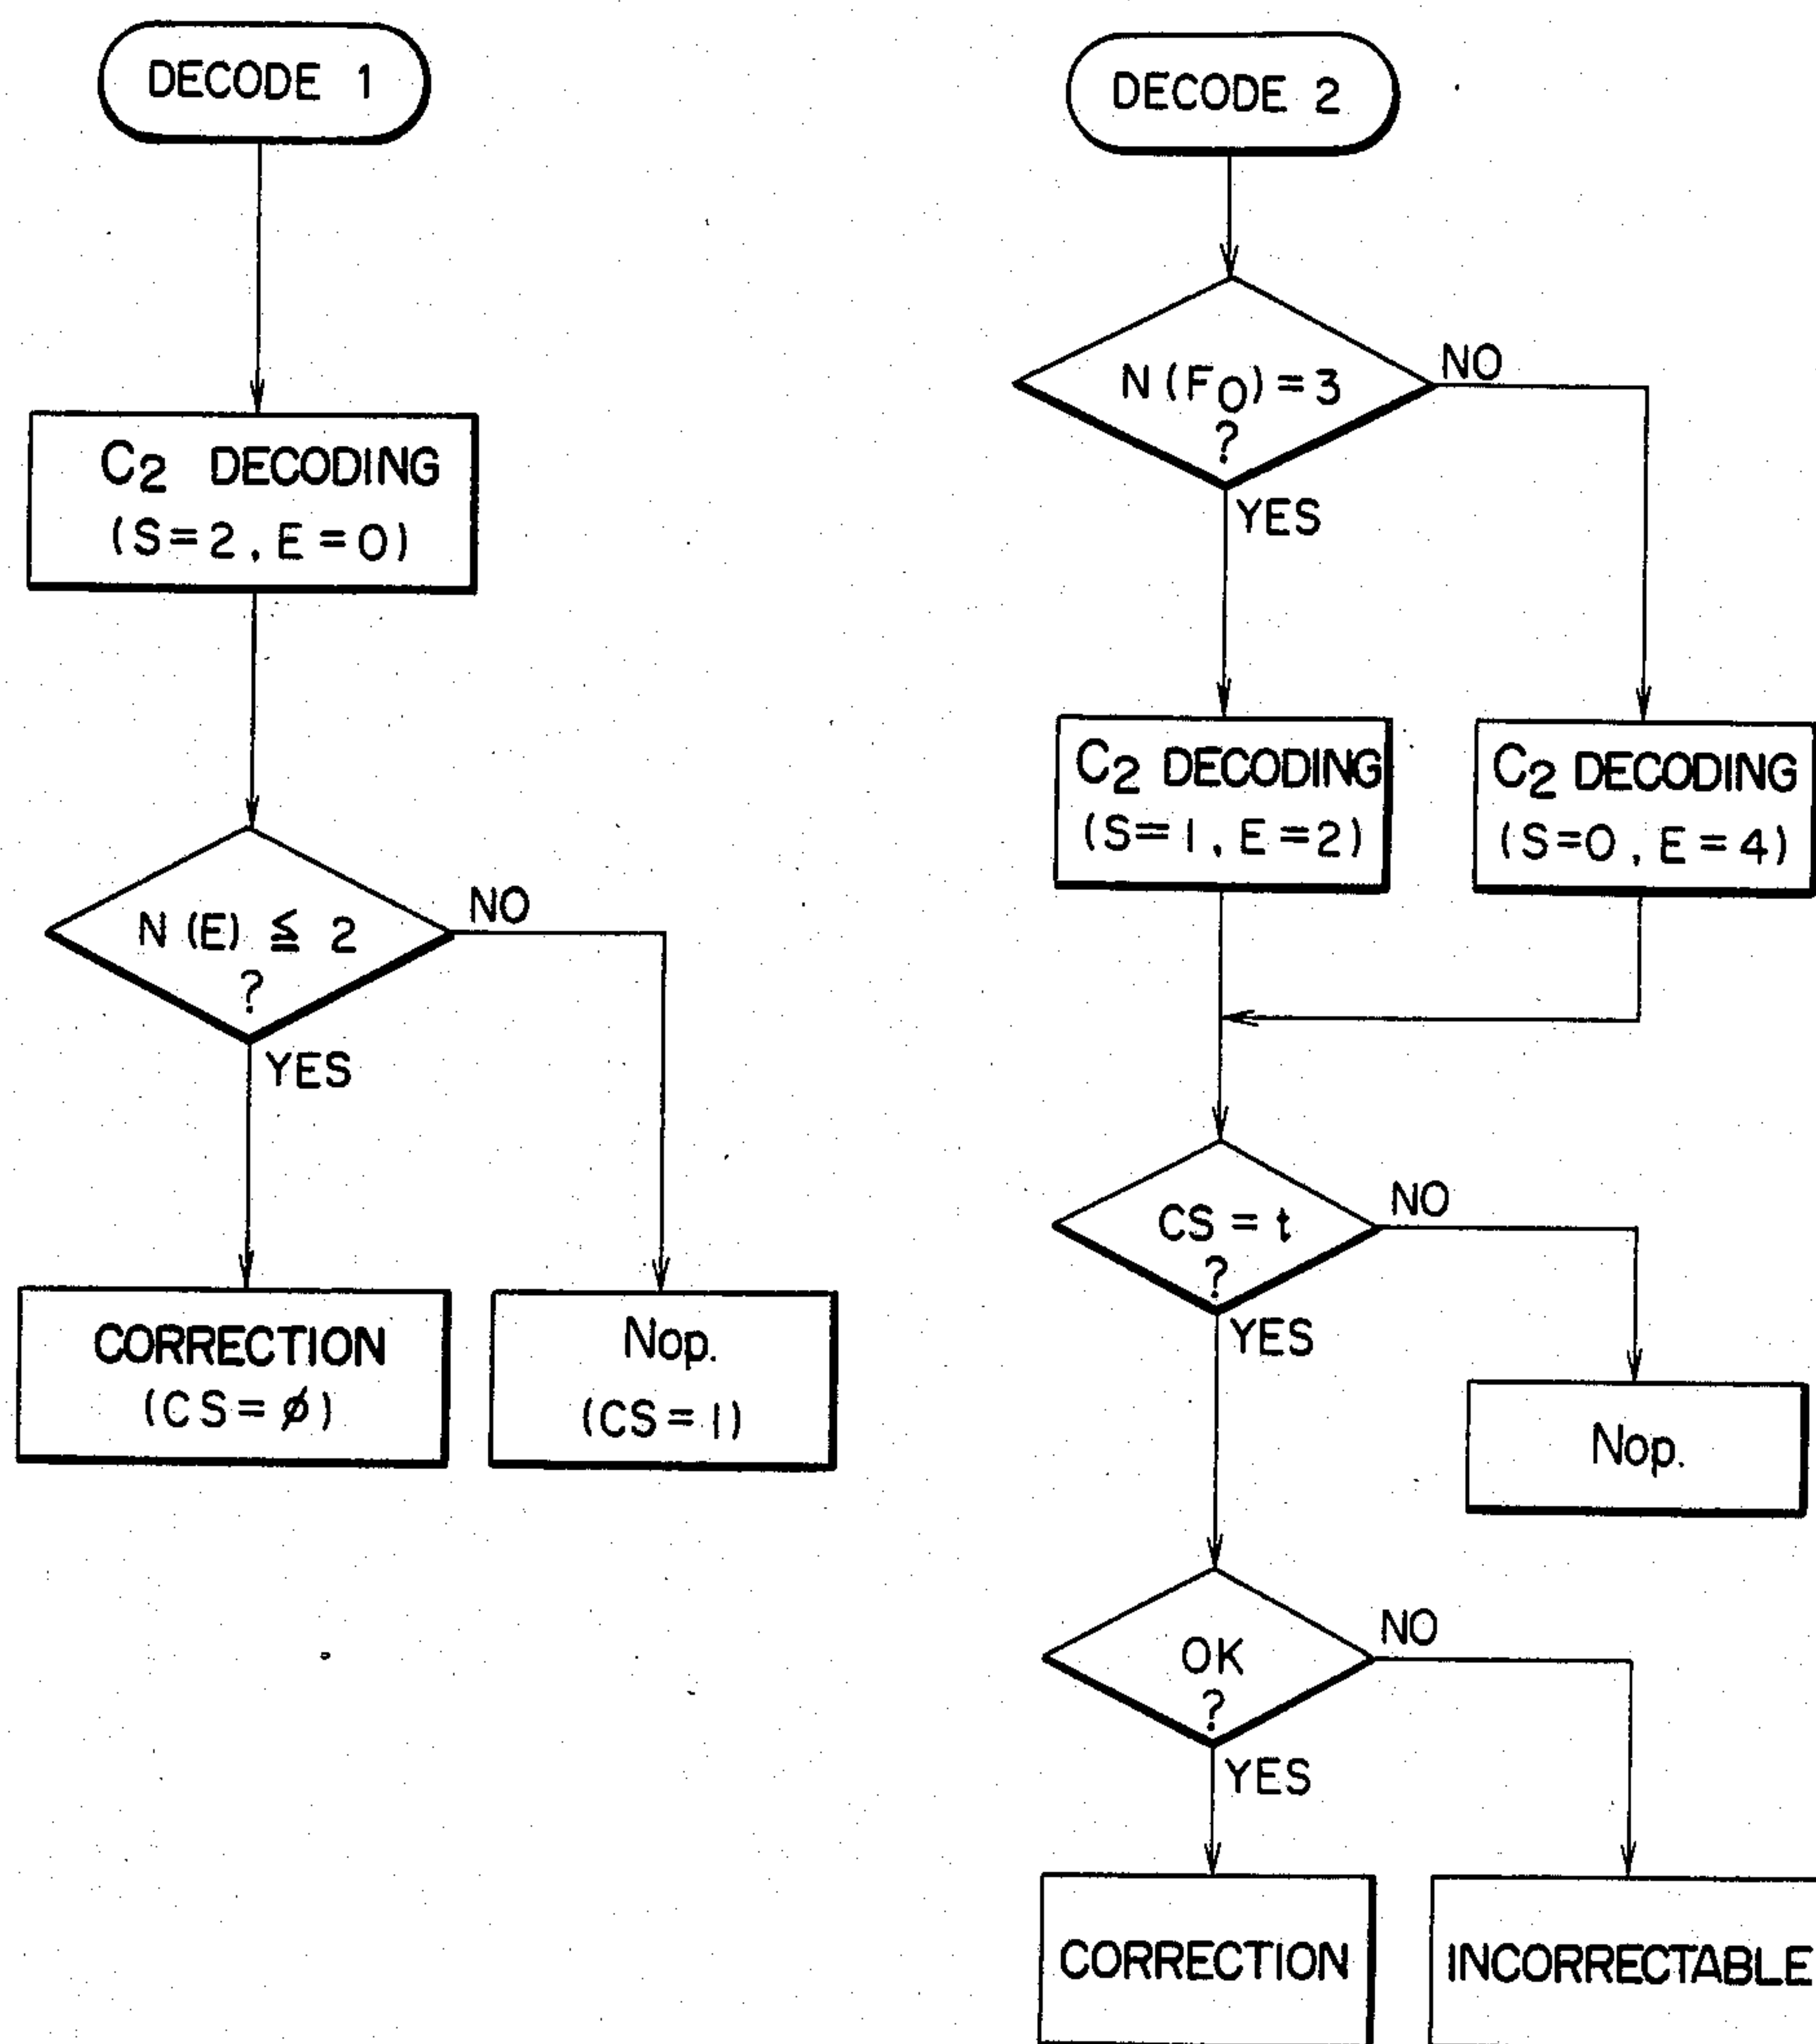 DECODE 1
C2 DECODING
(S=2, E=0)
N (E) ≦ 2
?
NO
YES
CORRECTION
(CS=ø)
Nop.
(CS=1)
DECODE 2
N (FO)=3
?
NO
YES
C2 DECODING
(S=1, E=2)
C2 DECODING
(S=0, E=4)
CS = t
?
NO
YES
Nop.
OK
?
NO
YES
CORRECTION
INCORRECTABLE